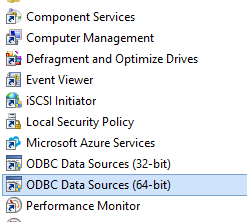 Component Services
Computer Management
Defragment and Optimize Drives
Event Viewer
iSCSI Initiator
Local Security Policy
Microsoft Azure Services
ODBC Data Sources (32-bit)
ODBC Data Sources (64-bit)
Performance Monitor